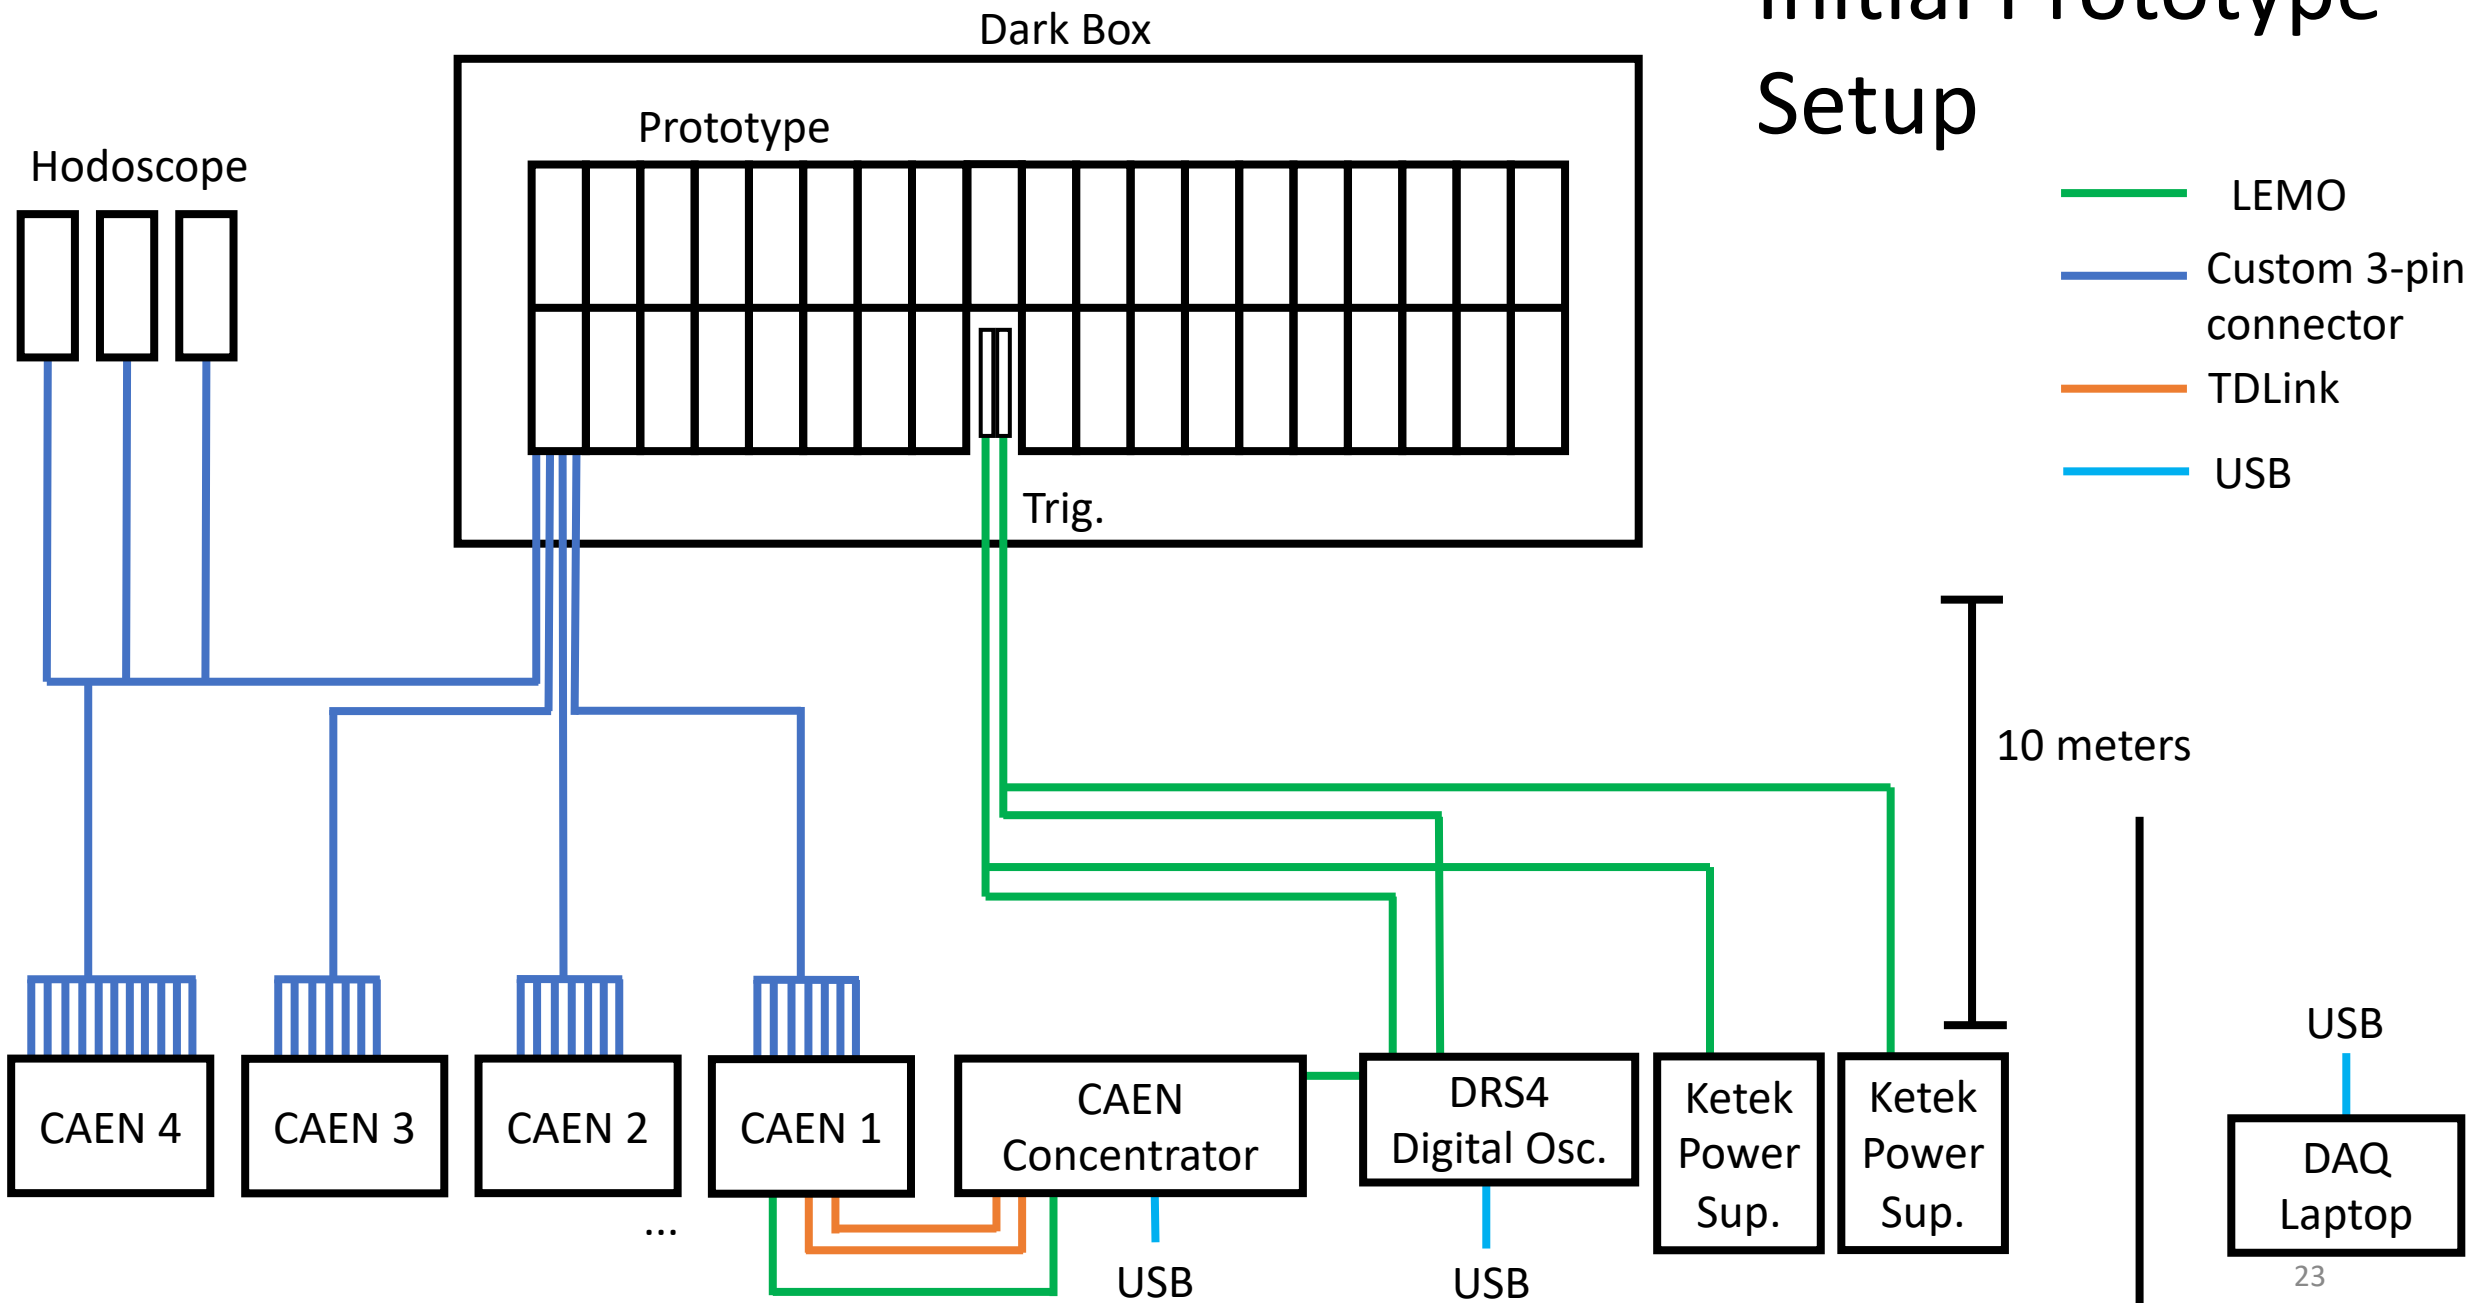 Initial Prototype
Setup
Dark Box
Prototype
Hodoscope
LEMO
Custom 3-pin
connector
TDLink
USB
Trig.
10 meters
USB
CAEN 4
CAEN 3
CAEN 2
CAEN 1
CAEN
Concentrator
DRS4
Digital Osc.
Ketek
Power
Sup.
Ketek
Power
Sup.
DAQ
Laptop
...
USB
USB
23